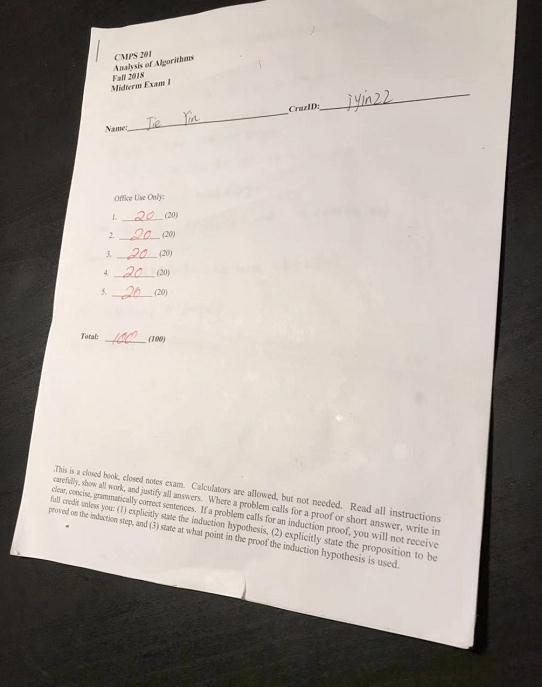 CMPS 201
Analysis of Algorithms
Fall 2018
Midterm Exam 1
Name: Jie Yin CruzID: jyin22
Office Use Only:
1. 20 (20)
2. 20 (20)
3. 20 (20)
4. 20 (20)
5. 20 (20)
Total: 100 (100)
This is a closed book, closed notes exam. Calculators are allowed, but not needed. Read all instructions
carefully, show all work, and justify all answers. Where a problem calls for a proof or short answer, write in
clear, concise, grammatically correct sentences. If a problem calls for an induction proof, you will not receive
full credit unless you: (1) explicitly state the induction hypothesis, (2) explicitly state the proposition to be
proved on the induction step, and (3) state at what point in the proof the induction hypothesis is used.